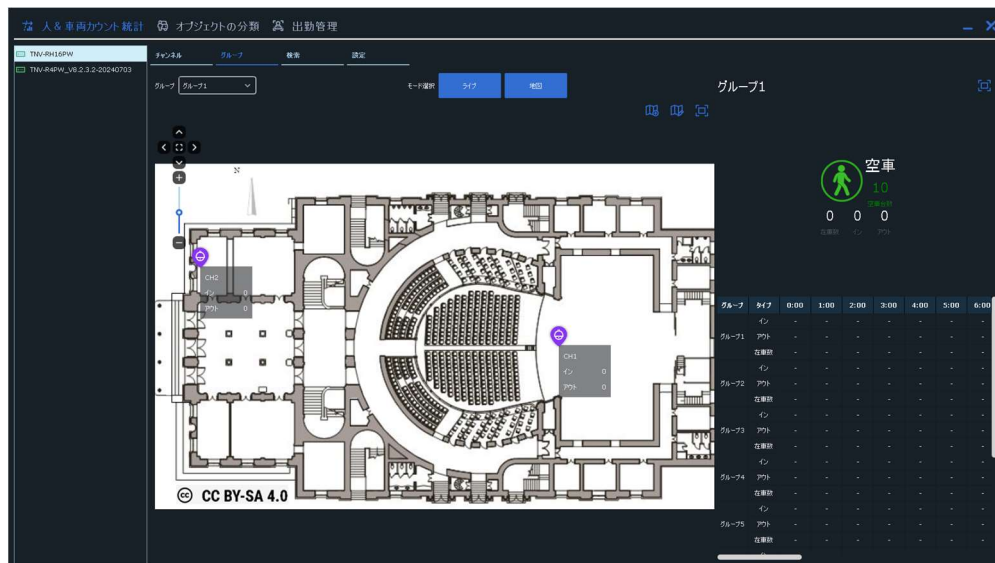 人&車両カウント統計 オブジェクトの分類 出勤管理
TNV-RH16PW
TNV-R4PW_V8.2.3.2-20240703
チャンネル グループ 検索 設定
グループ グループ1 モード選択 ライブ 地図
グループ1
空車
10
空車台数
0 0 0
在車数 イン アウト
N
CH2
イン 0
アウト 0
CH1
イン 0
アウト 0
CC BY-SA 4.0
グループ タイプ 0:00 1:00 2:00 3:00 4:00 5:00 6:00
イン - - - - - - -
グループ1 アウト - - - - - - -
在車数 - - - - - - -
イン - - - - - - -
グループ2 アウト - - - - - - -
在車数 - - - - - - -
イン - - - - - - -
グループ3 アウト - - - - - - -
在車数 - - - - - - -
イン - - - - - - -
グループ4 アウト - - - - - - -
在車数 - - - - - - -
イン - - - - - - -
グループ5 アウト - - - - - - -
在車数 - - - - - - -